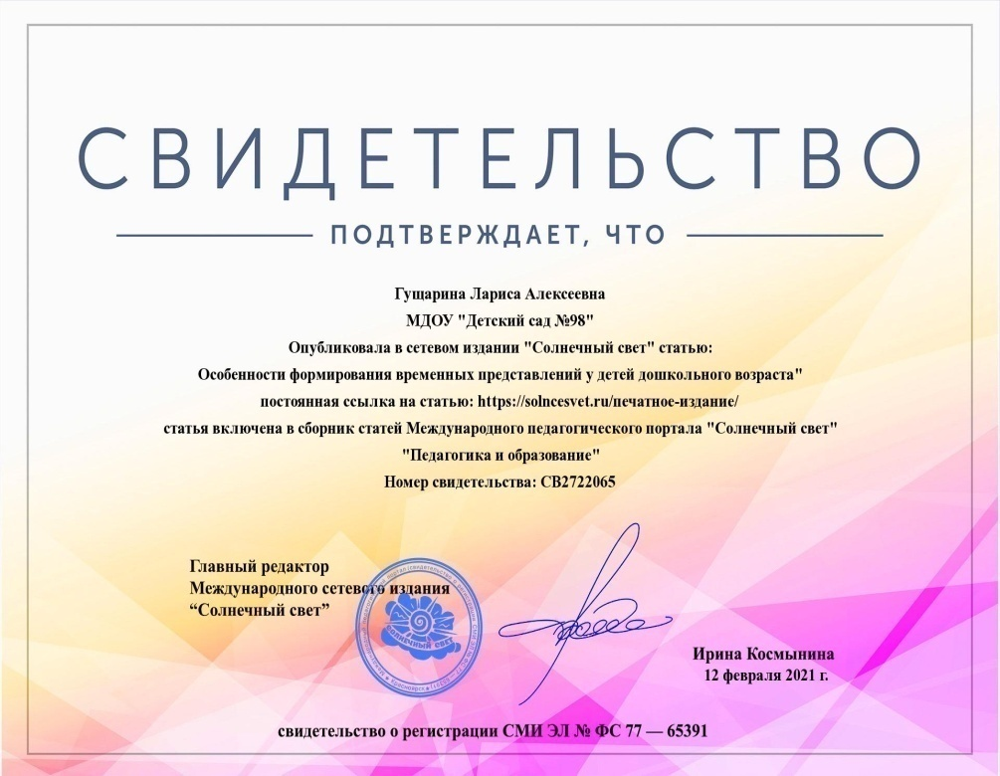 СВИДЕТЕЛЬСТВО
ПОДТВЕРЖДАЕТ, ЧТО
Гущарина Лариса Алексеевна
МДОУ "Детский сад №98"
Опубликовала в сетевом издании "Солнечный свет" статью:
Особенности формирования временных представлений у детей дошкольного возраста"
постоянная ссылка на статью: https://solncesvet.ru/печатное-издание/
статья включена в сборник статей Международного педагогического портала "Солнечный свет"
"Педагогика и образование"
Номер свидетельства: СВ2722065
Главный редактор
Международного сетевого издания
“Солнечный свет”
СОЛНЕЧНЫЙ СВЕТ
Красноярск
Ирина Космынина
12 февраля 2021 г.
свидетельство о регистрации СМИ ЭЛ № ФС 77 — 65391